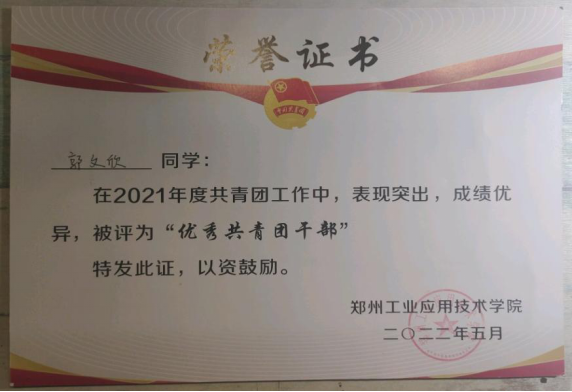 荣誉证书
郭文欣 同学：
在2021年度共青团工作中，表现突出，成绩优
异，被评为“优秀共青团干部”
特发此证，以资鼓励。
郑州工业应用技术学院
二〇二二年五月